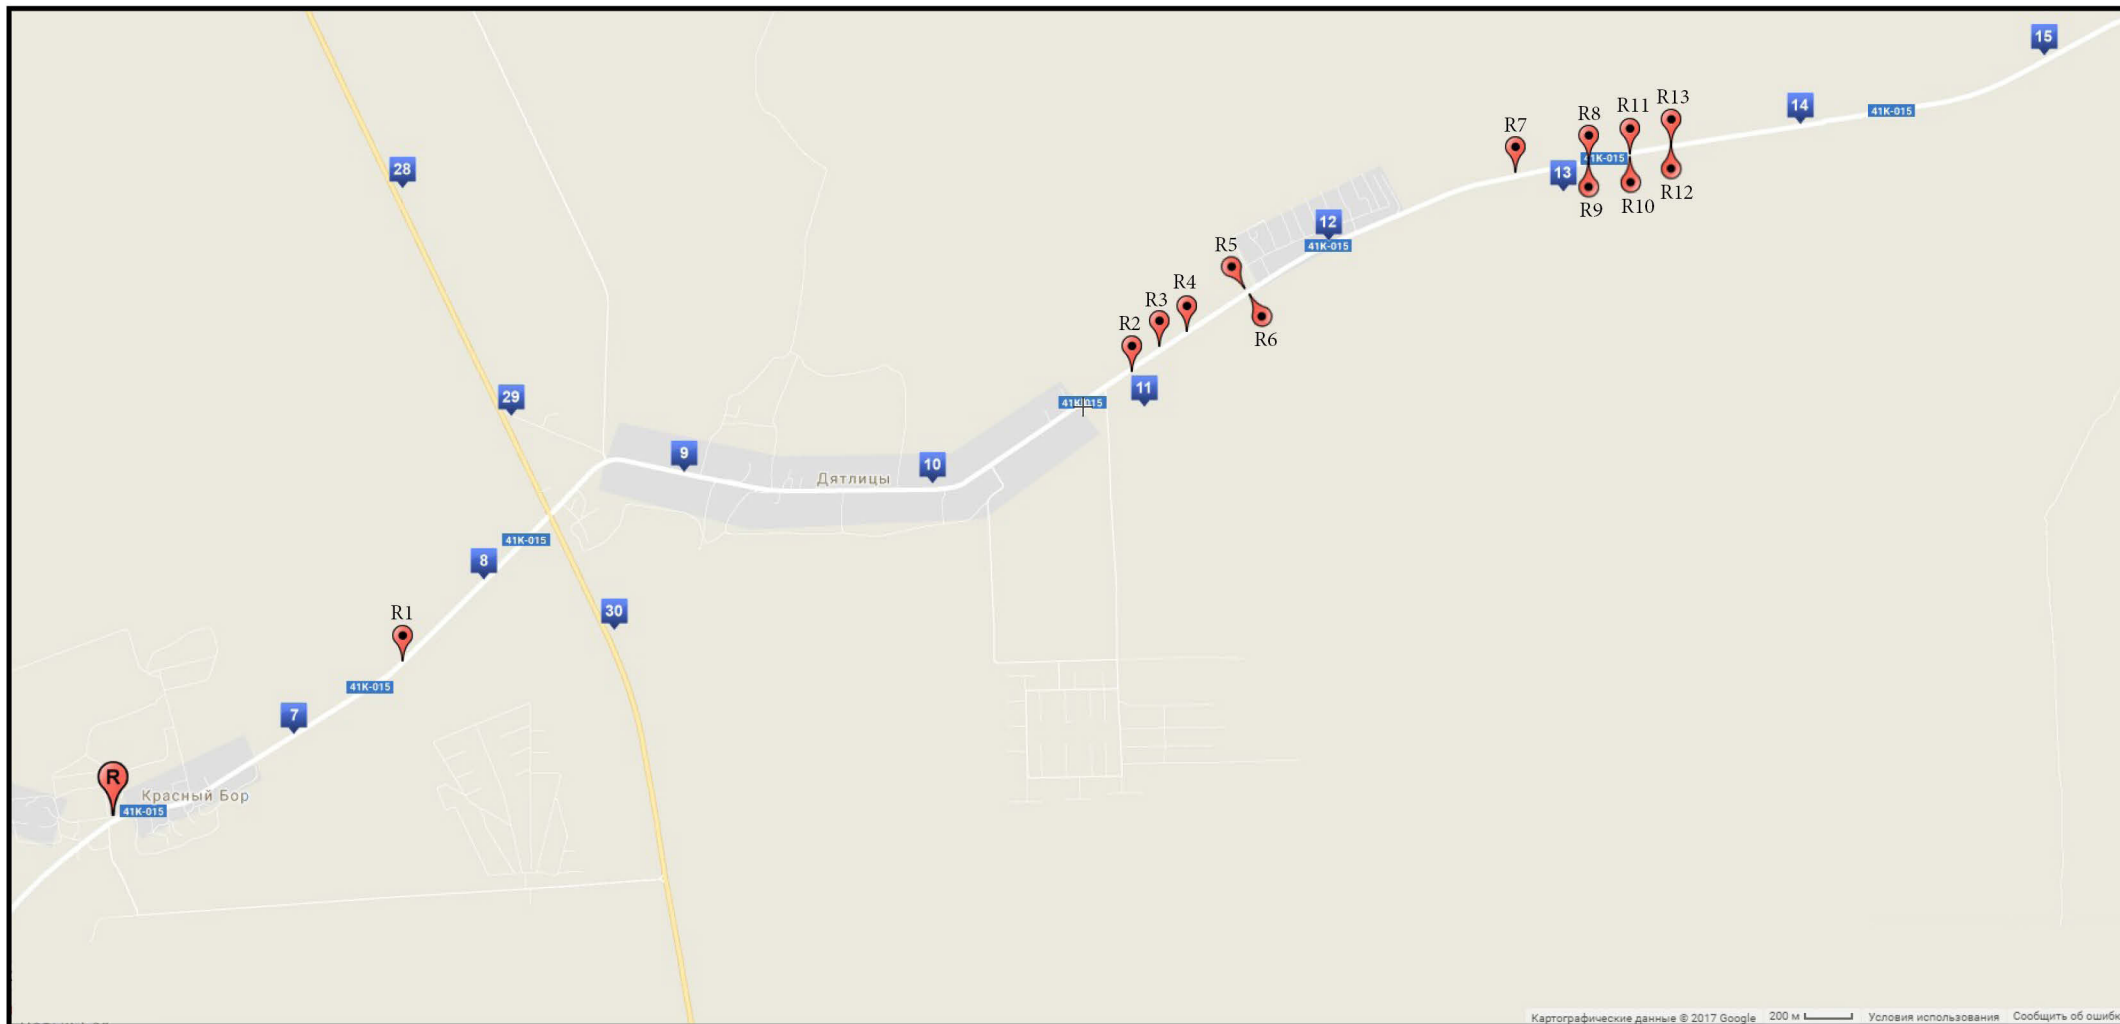 15
R13
R11
14
R8
41K-015
R7
41K-015
28
13
R9
R10
R12
12
R5
41K-015
R4
R3
R2
R6
11
29
41K-015
9
10
Дятлицы
41K-015
8
R1
30
41K-015
7
R
Красный Бор
41K-015
Картографические данные © 2017 Google 200 м Условия использования Сообщить об